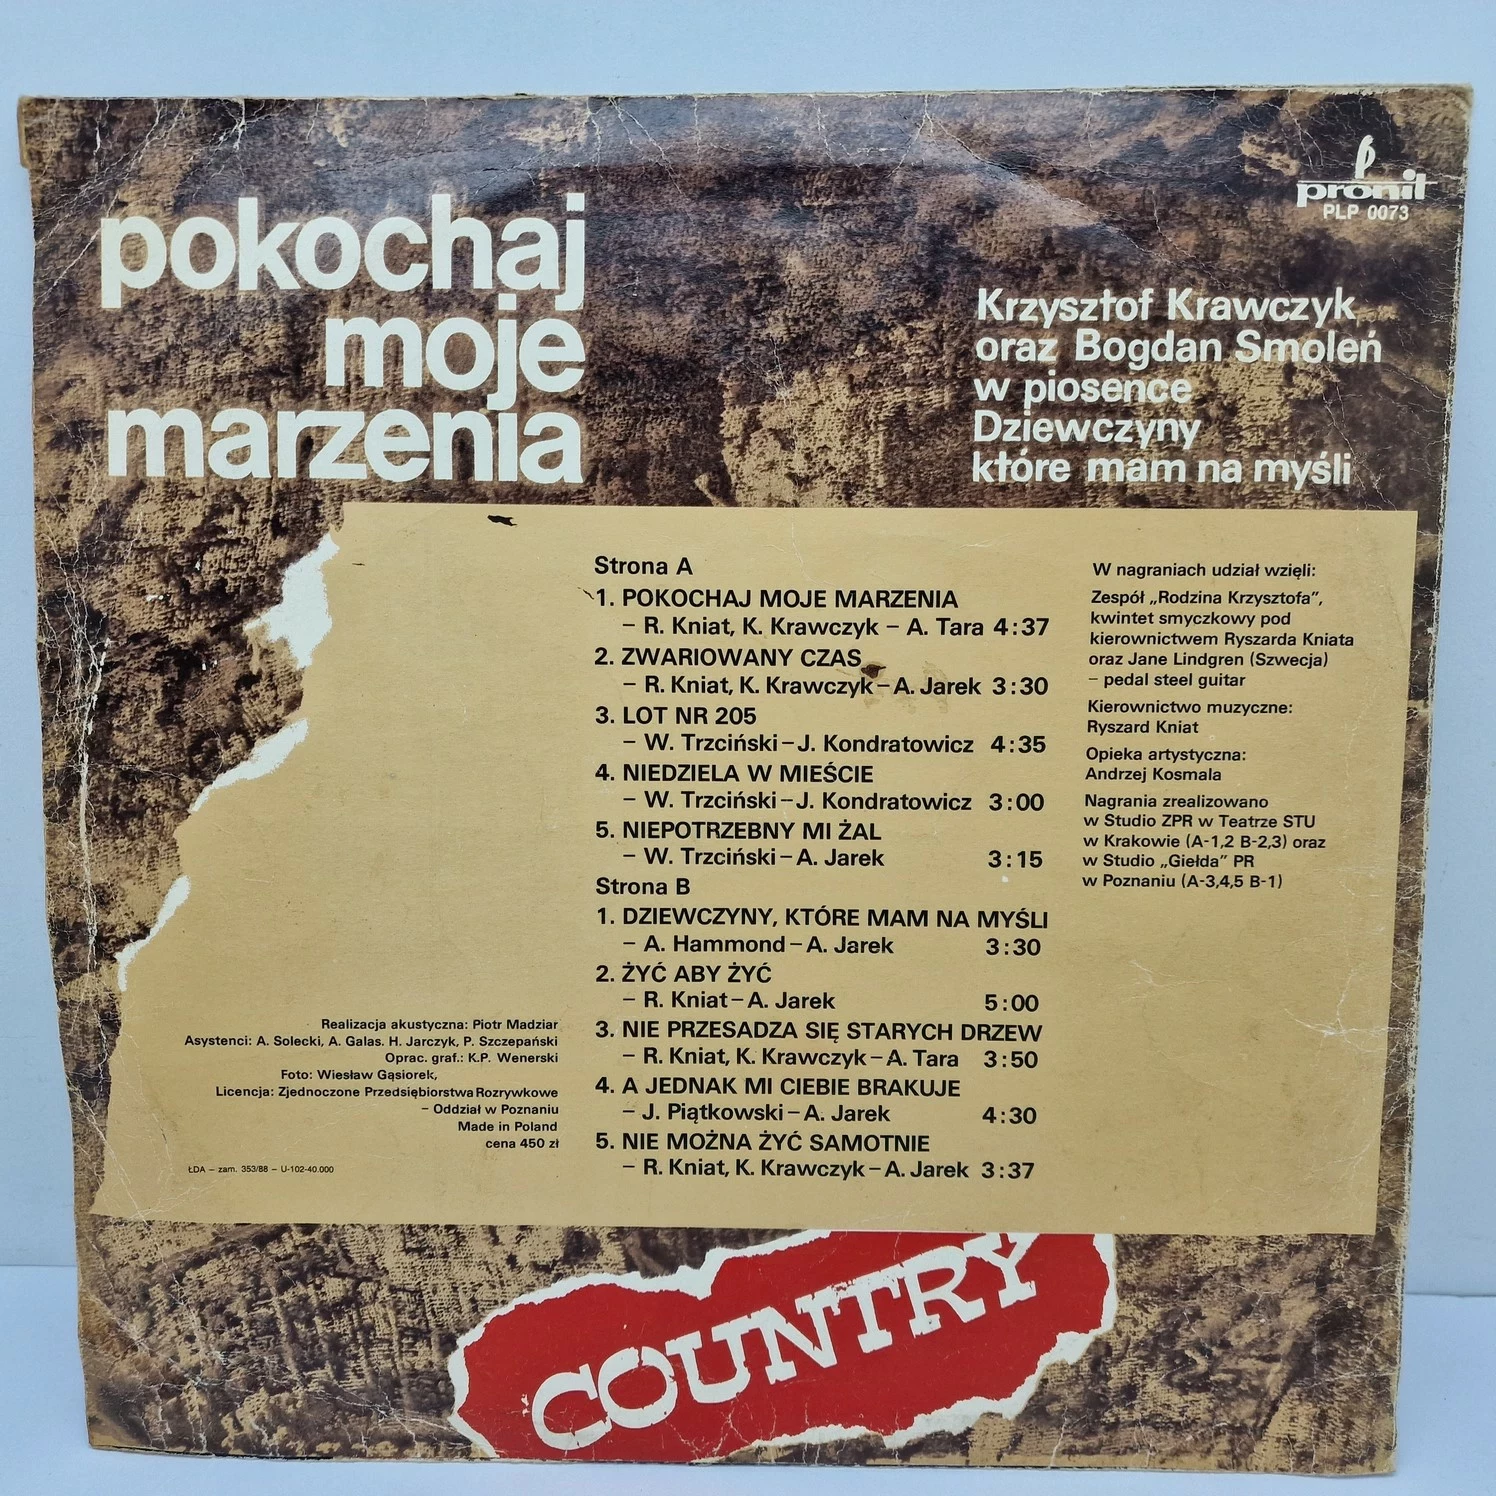 pronit
PLP 0073
pokochaj
moje
marzenia
Krzysztof Krawczyk
oraz Bogdan Smoleń
w piosence
Dziewczyny
które mam na myśli
Strona A
1. POKOCHAJ MOJE MARZENIA
– R. Kniat, K. Krawczyk – A. Tara 4:37
2. ZWARIOWANY CZAS
– R. Kniat, K. Krawczyk – A. Jarek 3:30
3. LOT NR 205
– W. Trzciński – J. Kondratowicz 4:35
4. NIEDZIELA W MIEŚCIE
– W. Trzciński – J. Kondratowicz 3:00
5. NIEPOTRZEBNY MI ŻAL
– W. Trzciński – A. Jarek 3:15
Strona B
1. DZIEWCZYNY, KTÓRE MAM NA MYŚLI
– A. Hammond – A. Jarek 3:30
2. ŻYĆ ABY ŻYĆ
– R. Kniat – A. Jarek 5:00
3. NIE PRZESADZA SIĘ STARYCH DRZEW
– R. Kniat, K. Krawczyk – A. Tara 3:50
4. A JEDNAK MI CIEBIE BRAKUJE
– J. Piątkowski – A. Jarek 4:30
5. NIE MOŻNA ŻYĆ SAMOTNIE
– R. Kniat, K. Krawczyk – A. Jarek 3:37
W nagraniach udział wzięli:
Zespół „Rodzina Krzysztofa”,
kwintet smyczkowy pod
kierownictwem Ryszarda Kniata
oraz Jane Lindgren (Szwecja)
– pedal steel guitar
Kierownictwo muzyczne:
Ryszard Kniat
Opieka artystyczna:
Andrzej Kosmala
Nagrania zrealizowano
w Studio ZPR w Teatrze STU
w Krakowie (A-1,2 B-2,3) oraz
w Studio „Giełda” PR
w Poznaniu (A-3,4,5 B-1)
Realizacja akustyczna: Piotr Madziar
Asystenci: A. Solecki, A. Galas. H. Jarczyk, P. Szczepański
Oprac. graf.: K.P. Wenerski
Foto: Wiesław Gąsiorek,
Licencja: Zjednoczone Przedsiębiorstwa Rozrywkowe
– Oddział w Poznaniu
Made in Poland
cena 450 zł
ŁDA – zam. 353/88 – U-102-40.000
COUNTRY